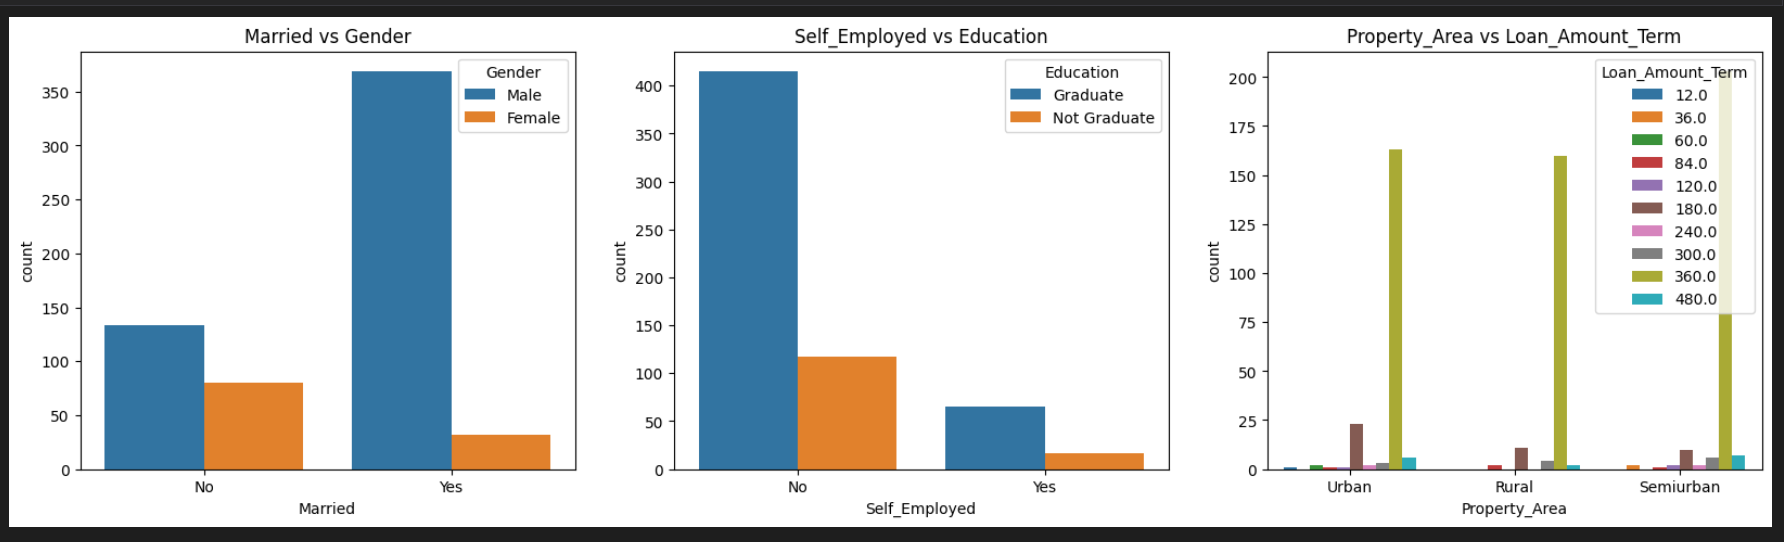 Married vs Gender
350
300
250
200
150
100
50
0
count
Gender
Male
Female
No
Yes
Married
Self_Employed vs Education
400
350
300
250
200
150
100
50
0
count
Education
Graduate
Not Graduate
No
Yes
Self_Employed
Property_Area vs Loan_Amount_Term
200
175
150
125
100
75
50
25
0
count
Loan_Amount_Term
12.0
36.0
60.0
84.0
120.0
180.0
240.0
300.0
360.0
480.0
Urban
Rural
Semiurban
Property_Area